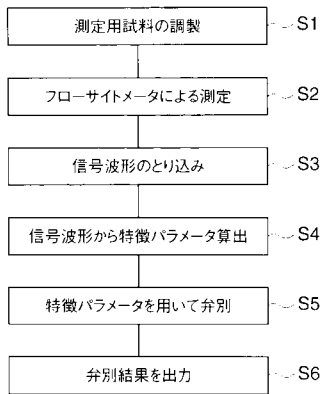 測定用試料の調製 S1
フローサイトメータによる測定 S2
信号波形のとり込み S3
信号波形から特徴パラメータ算出 S4
特徴パラメータを用いて弁別 S5
弁別結果を出力 S6